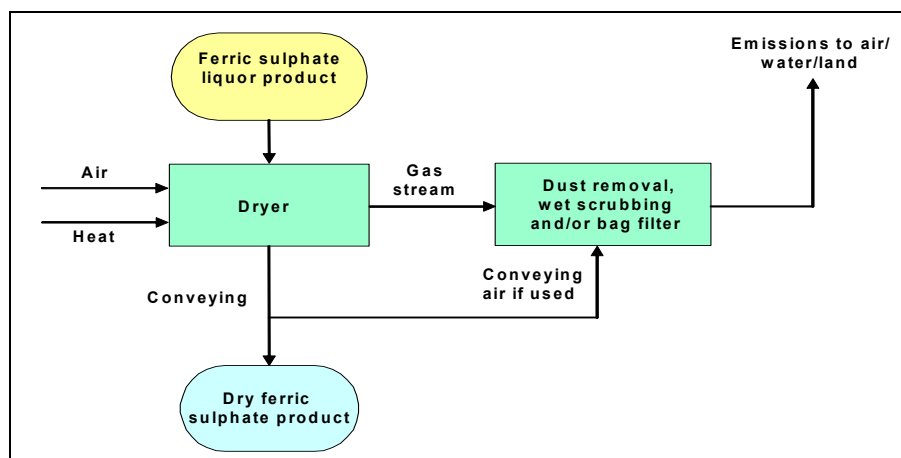 Ferric sulphate
liquor product
Emissions to air/
water/land
Air
Heat
Dryer
Gas
stream
Dust removal,
wet scrubbing
and/or bag filter
Conveying
Conveying
air if used
Dry ferric
sulphate product